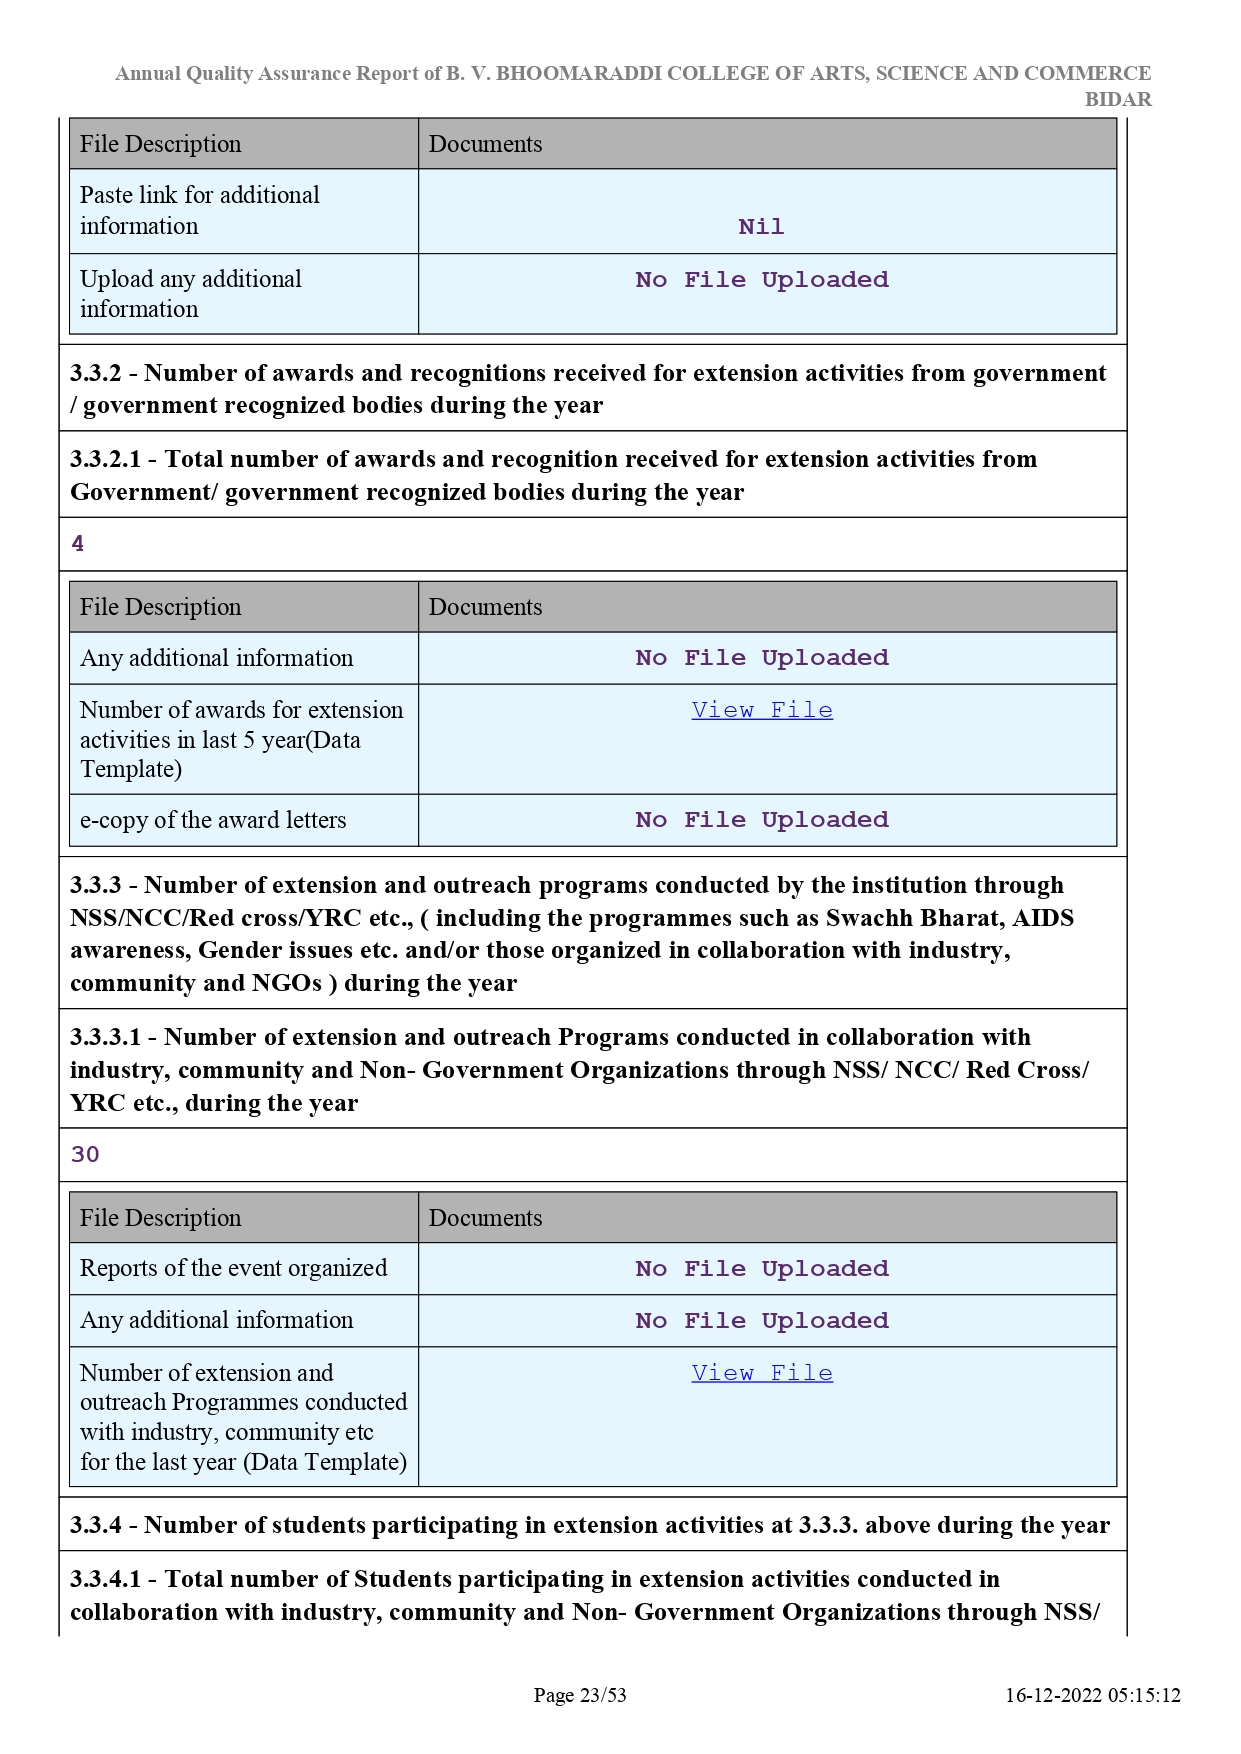 Annual Quality Assurance Report of B. V. BHOOMARADDI COLLEGE OF ARTS, SCIENCE AND COMMERCE
BIDAR
File Description Documents
Paste link for additional
information
Nil
Upload any additional
information
No File Uploaded
3.3.2 - Number of awards and recognitions received for extension activities from government
/ government recognized bodies during the year
3.3.2.1 - Total number of awards and recognition received for extension activities from
Government/ government recognized bodies during the year
4
File Description Documents
Any additional information No File Uploaded
Number of awards for extension
activities in last 5 year(Data
Template)
View File
e-copy of the award letters No File Uploaded
3.3.3 - Number of extension and outreach programs conducted by the institution through
NSS/NCC/Red cross/YRC etc., ( including the programmes such as Swachh Bharat, AIDS
awareness, Gender issues etc. and/or those organized in collaboration with industry,
community and NGOs ) during the year
3.3.3.1 - Number of extension and outreach Programs conducted in collaboration with
industry, community and Non- Government Organizations through NSS/ NCC/ Red Cross/
YRC etc., during the year
30
File Description Documents
Reports of the event organized No File Uploaded
Any additional information No File Uploaded
Number of extension and
outreach Programmes conducted
with industry, community etc
for the last year (Data Template)
View File
3.3.4 - Number of students participating in extension activities at 3.3.3. above during the year
3.3.4.1 - Total number of Students participating in extension activities conducted in
collaboration with industry, community and Non- Government Organizations through NSS/
Page 23/53 16-12-2022 05:15:12